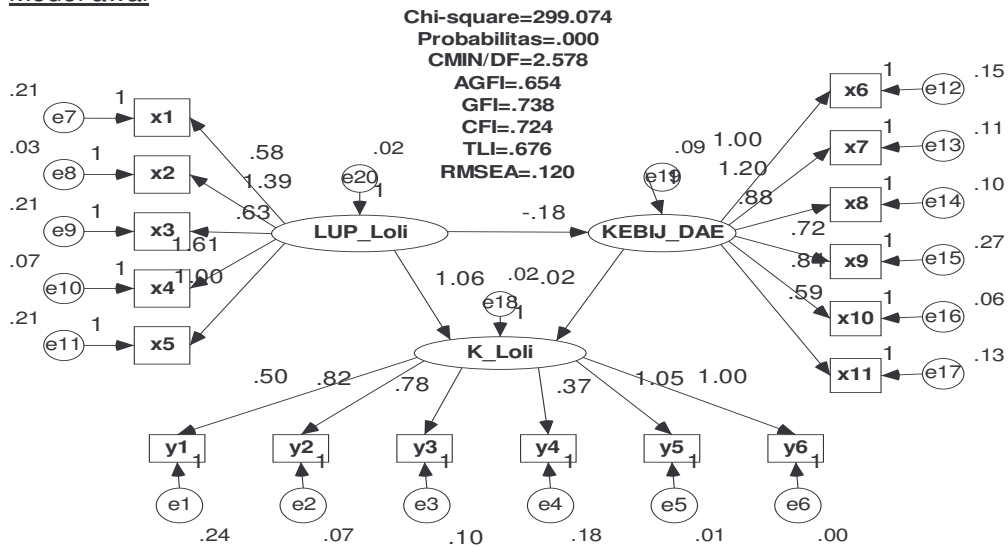 Model awal
Chi-square=299.074
Probabilitas=.000
CMIN/DF=2.578
AGFI=.654
GFI=.738
CFI=.724
TLI=.676
RMSEA=.120
.21
e7
1
x1
.03
e8
1
x2
.21
e9
1
x3
.07
e10
1
x4
.21
e11
1
x5
.58
1.39
.63
1.61
1.00
.02
e20
1
LUP_Loli
-.18
.09
e19
1
KEBIJ_DAE
1.00
1.20
.88
.72
.84
.59
x6
1
e12
.15
x7
1
e13
.11
x8
1
e14
.10
x9
1
e15
.27
x10
1
e16
.06
x11
1
e17
.13
1.06
.02
e18
1
.02
K_Loli
.50
.82
.78
.37
1.05
1.00
y1
y2
y3
y4
y5
y6
1
1
1
1
1
1
e1
e2
e3
e4
e5
e6
.24
.07
.10
.18
.01
.00